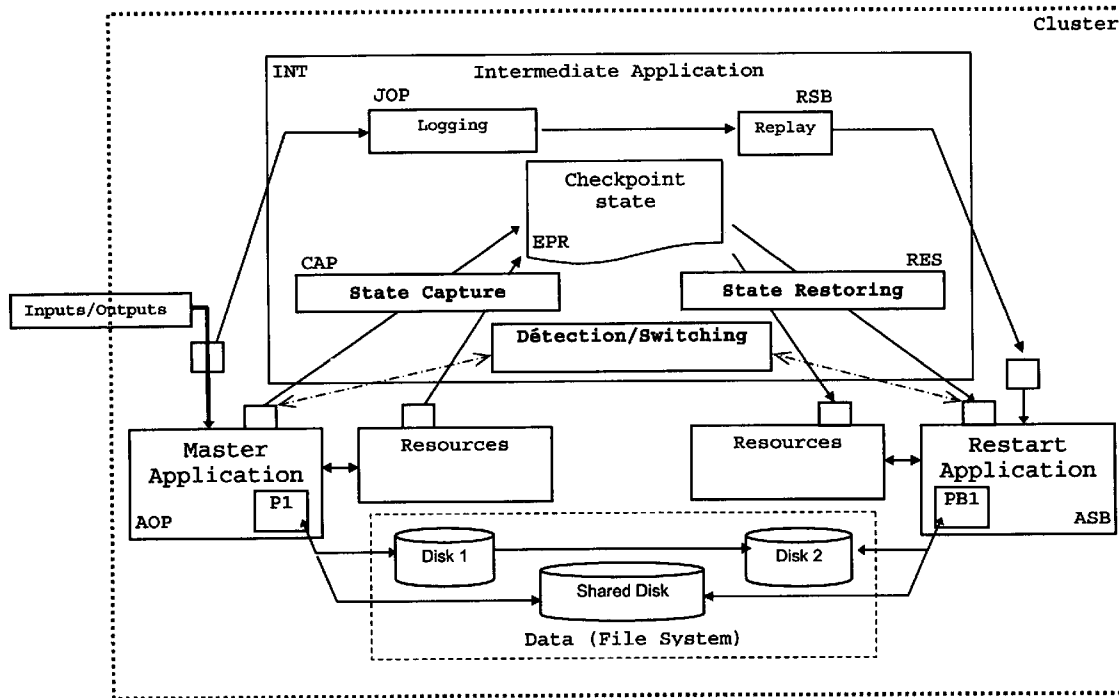 Cluster
INT
Intermediate Application
JOP
RSB
Logging
Replay
Checkpoint
state
EPR
CAP
RES
State Capture
State Restoring
Inputs/Outputs
Détection/Switching
Master
Application
Resources
Resources
Restart
Application
P1
PB1
AOP
ASB
Disk 1
Disk 2
Shared Disk
Data (File System)